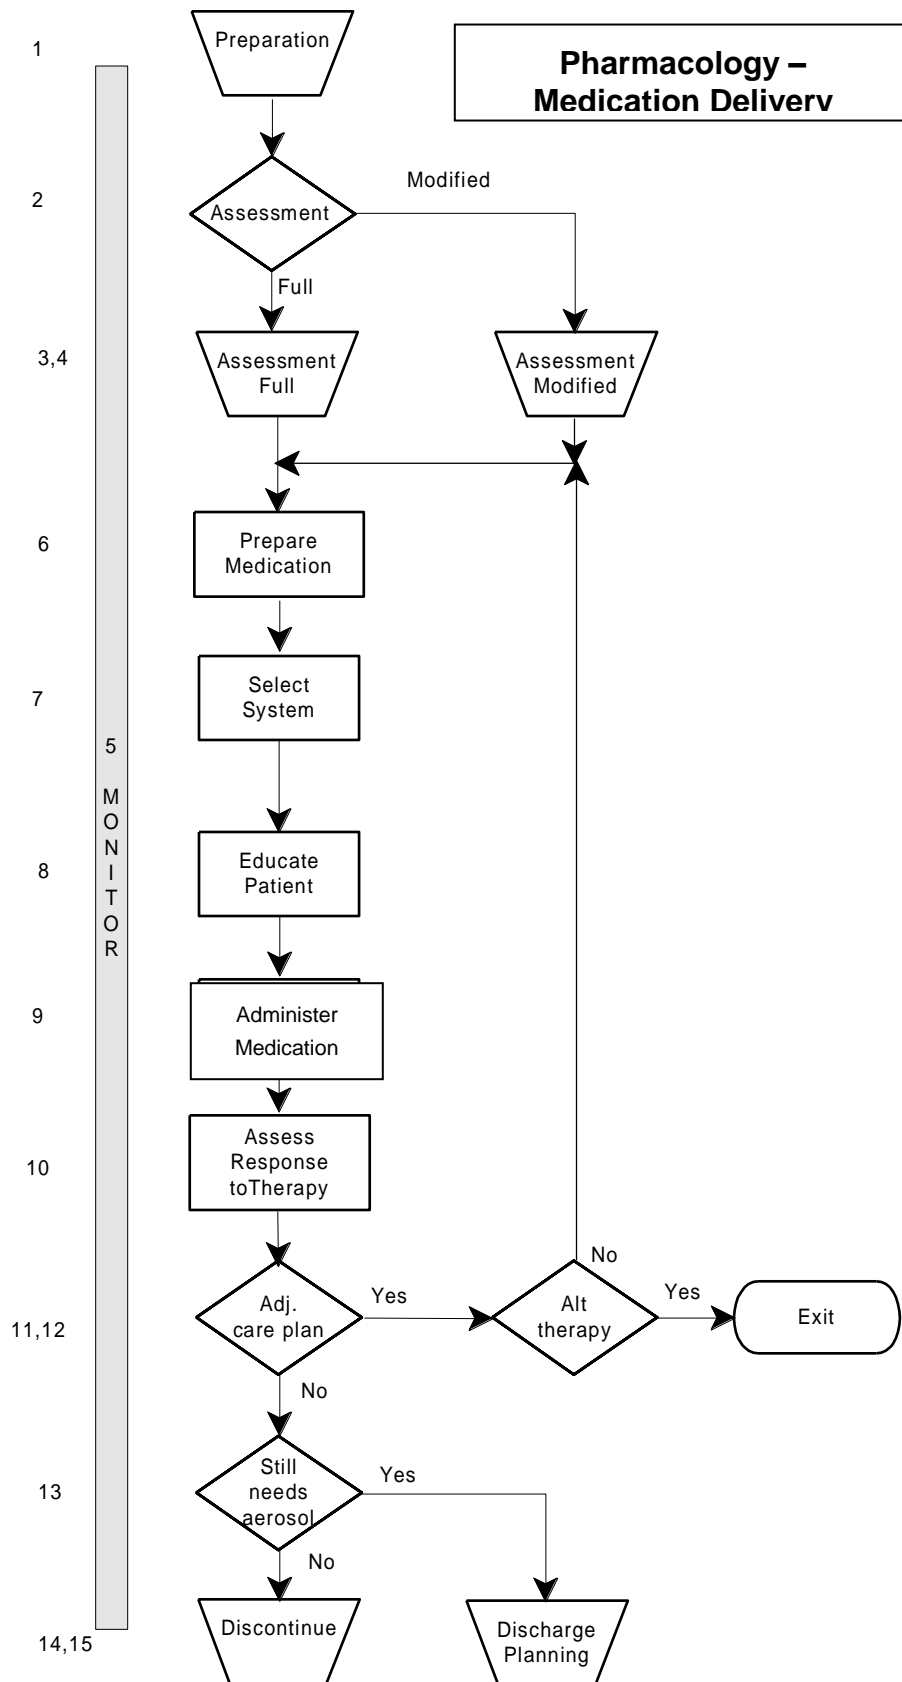 Preparation
1
Pharmacology –
Medication Delivery
Modified
2
Assessment
Full
3,4
Assessment
Full
Assessment
Modified
6
Prepare
Medication
7
Select
System
5
M
O
N
I
T
O
R
8
Educate
Patient
9
Administer
Medication
10
Assess
Response
toTherapy
No
11,12
Adj.
care plan
Yes
Alt
therapy
Yes
Exit
No
13
Still
needs
aerosol
Yes
No
14,15
Discontinue
Discharge
Planning